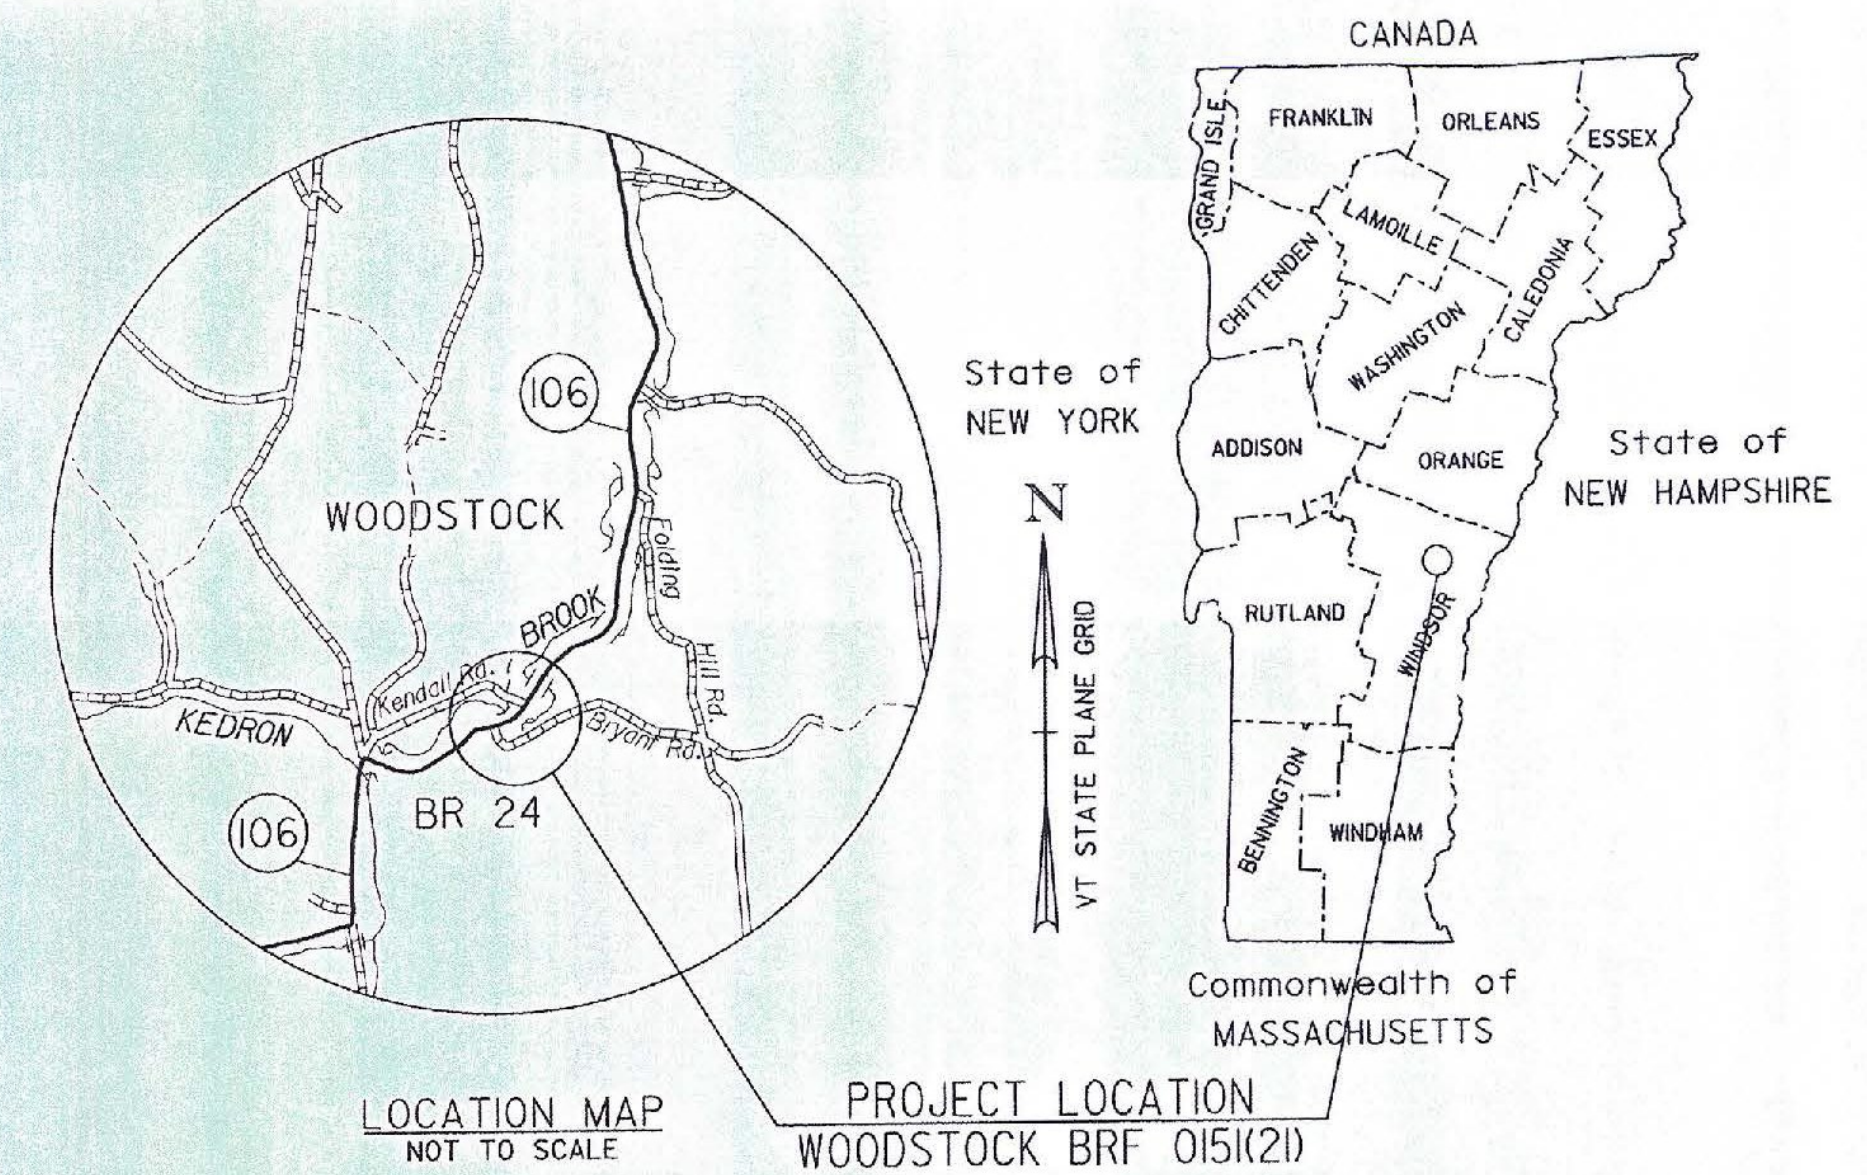 CANADA
GRAND ISLE
FRANKLIN
ORLEANS
ESSEX
LAMOILLE
CHITTENDEN
WASHINGTON
CALEDONIA
State of
NEW YORK
ADDISON
ORANGE
State of
NEW HAMPSHIRE
RUTLAND
WINDSOR
BENNINGTON
WINDHAM
Commonwealth of
MASSACHUSETTS
N
VT STATE PLANE GRID
106
WOODSTOCK
Folding
Hill Rd.
BROOK
Kendall Rd.
KEDRON
Bryant Rd.
BR 24
106
LOCATION MAP
NOT TO SCALE
PROJECT LOCATION
WOODSTOCK BRF 0151(21)